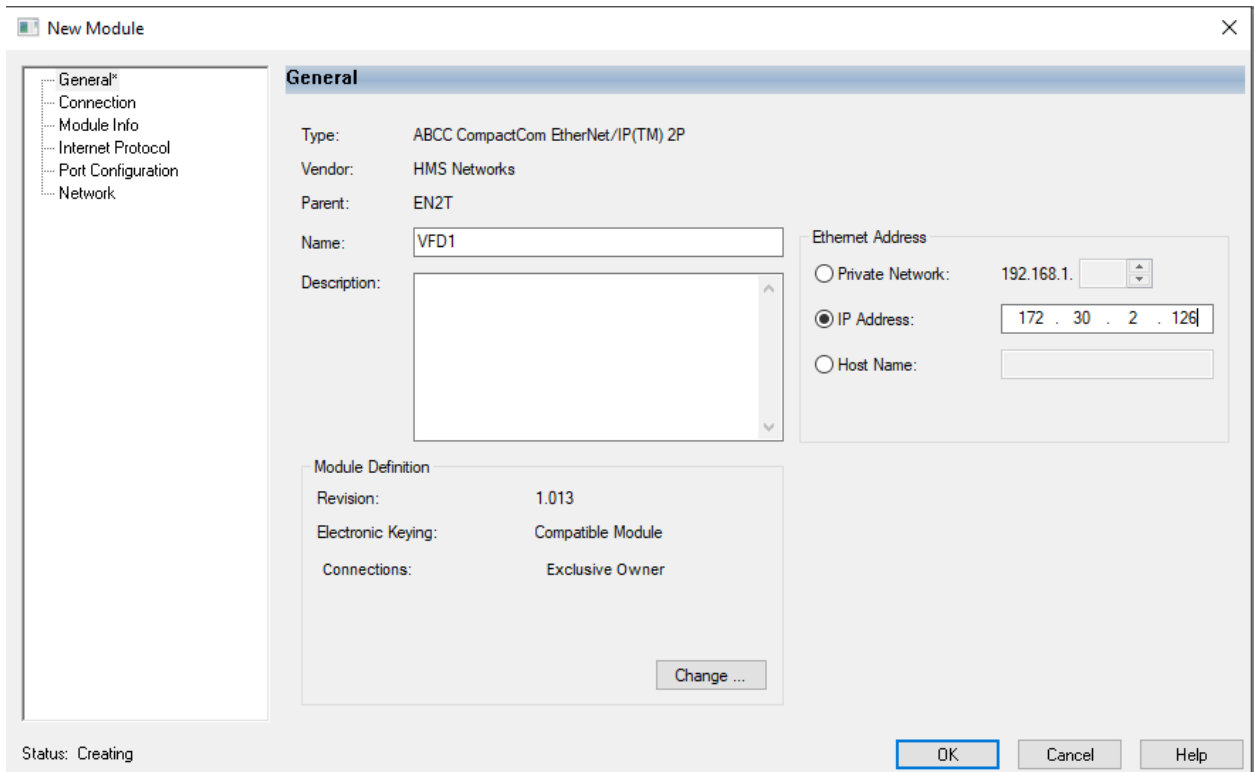 New Module
General*
Connection
Module Info
Internet Protocol
Port Configuration
Network
General
Type: ABCC CompactCom EtherNet/IP(TM) 2P
Vendor: HMS Networks
Parent: EN2T
Name: VFD1
Description:
Ethernet Address
Private Network: 192.168.1.
IP Address: 172 . 30 . 2 . 126
Host Name:
Module Definition
Revision: 1.013
Electronic Keying: Compatible Module
Connections: Exclusive Owner
Change ...
Status: Creating
OK Cancel Help